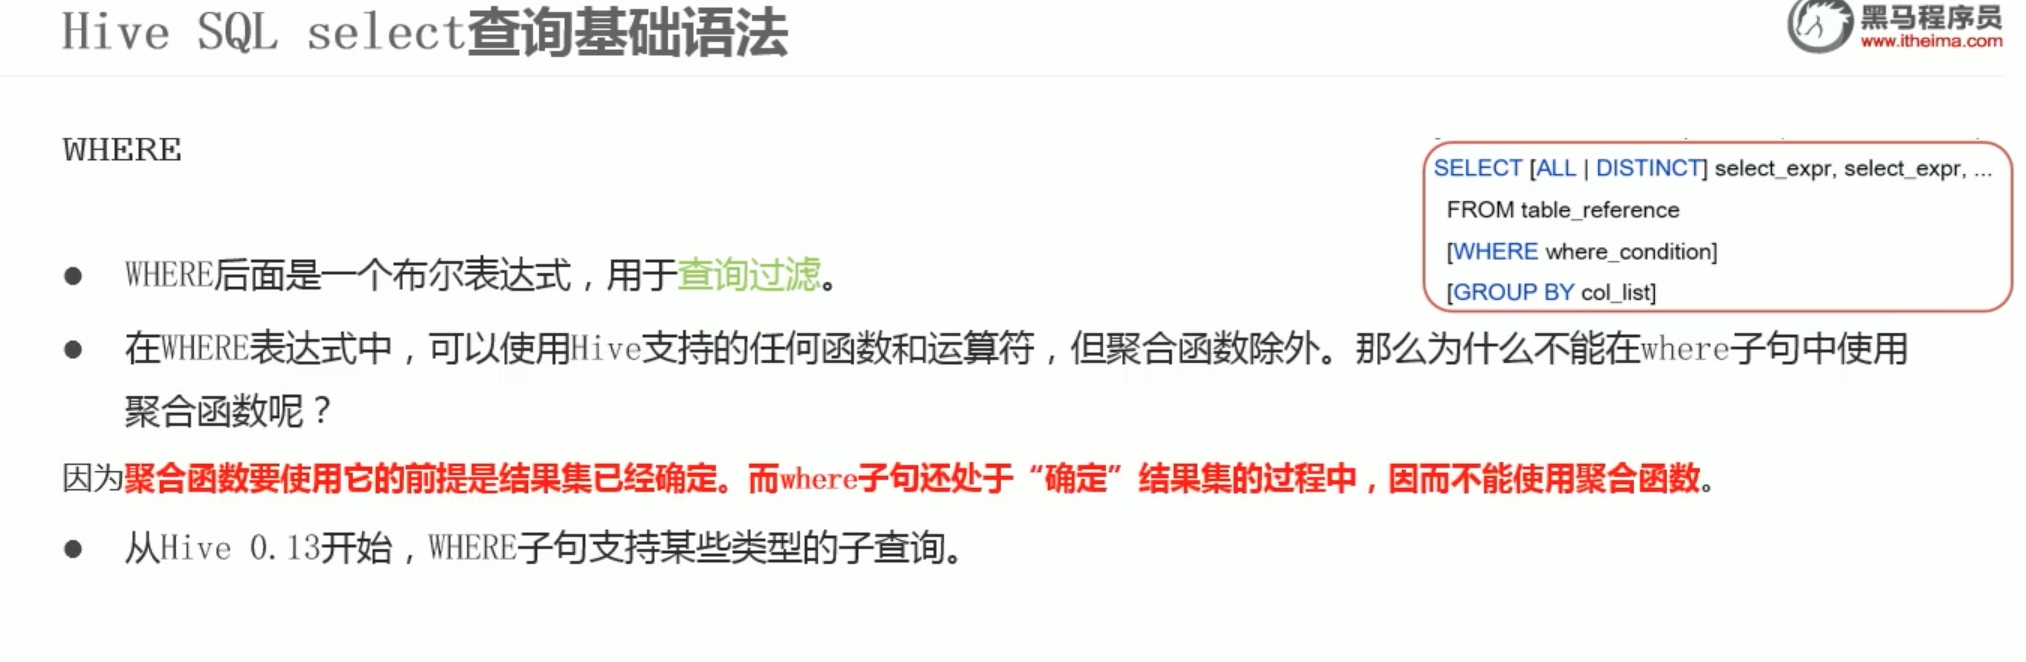 Hive SQL select查询基础语法
黑马程序员
www.itheima.com
WHERE
SELECT [ALL | DISTINCT] select_expr, select_expr, ...
FROM table_reference
[WHERE where_condition]
[GROUP BY col_list]
● WHERE后面是一个布尔表达式，用于查询过滤。
● 在WHERE表达式中，可以使用Hive支持的任何函数和运算符，但聚合函数除外。那么为什么不能在where子句中使用
聚合函数呢？
因为聚合函数要使用它的前提是结果集已经确定。而where子句还处于“确定”结果集的过程中，因而不能使用聚合函数。
● 从Hive 0.13开始，WHERE子句支持某些类型的子查询。